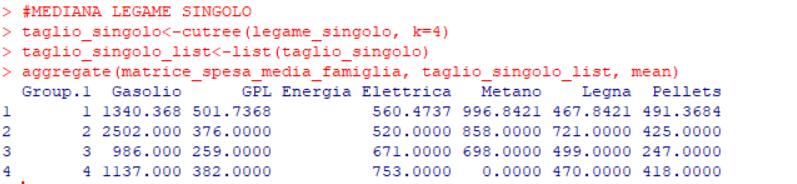 > #MEDIANA LEGAME SINGOLO
> taglio_singolo<-cutree(legame_singolo, k=4)
> taglio_singolo_list<-list(taglio_singolo)
> aggregate(matrice_spesa_media_famiglia, taglio_singolo_list, mean)
  Group.1  Gasolio      GPL Energia Elettrica   Metano    Legna  Pellets
1       1 1340.368 501.7368          560.4737 996.8421 467.8421 491.3684
2       2 2502.000 376.0000          520.0000 858.0000 721.0000 425.0000
3       3  986.000 259.0000          671.0000 698.0000 499.0000 247.0000
4       4 1137.000 382.0000          753.0000   0.0000 470.0000 418.0000